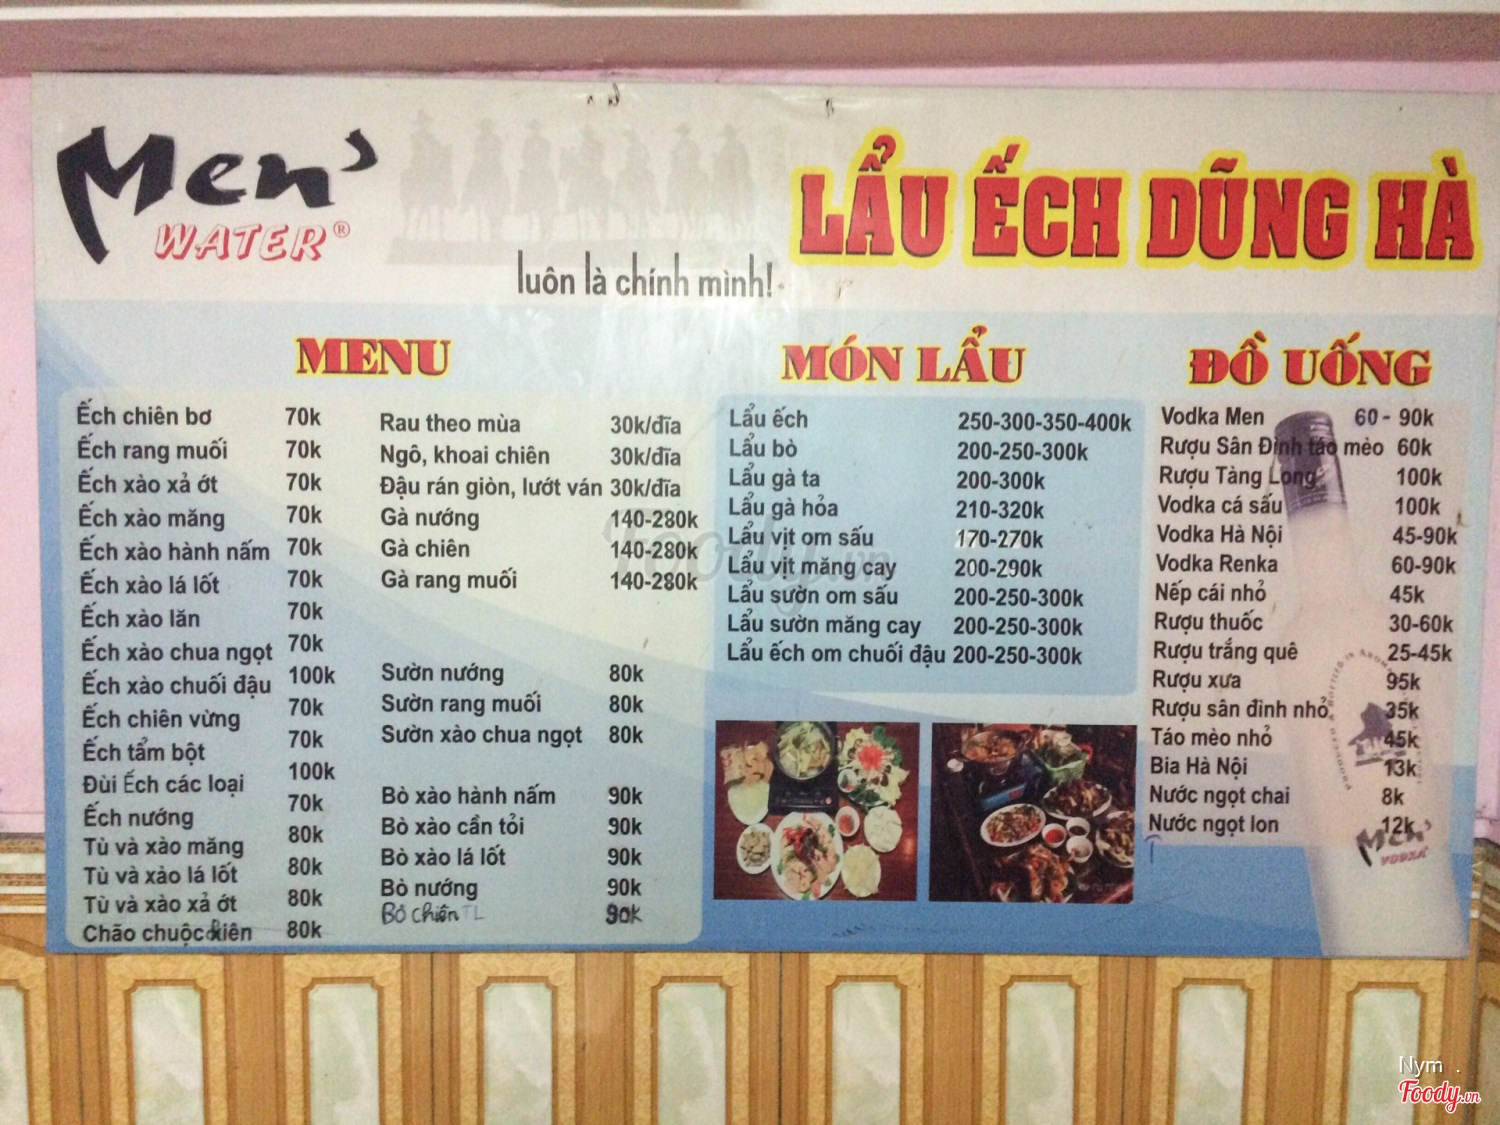 Men'
WATER®
luôn là chính mình!
LẨU ẾCH DŨNG HÀ
MENU
Ếch chiên bơ 70k
Ếch rang muối 70k
Ếch xào xả ớt 70k
Ếch xào măng 70k
Ếch xào hành nấm 70k
Ếch xào lá lốt 70k
Ếch xào lăn 70k
Ếch xào chua ngọt 70k
Ếch xào chuối đậu 100k
Ếch chiên vừng 70k
Ếch tẩm bột 70k
Đùi Ếch các loại 100k
Ếch nướng 70k
Tù và xào măng 80k
Tù và xào lá lốt 80k
Tù và xào xả ớt 80k
Chão chuộc xiên 80k
Rau theo mùa 30k/đĩa
Ngô, khoai chiên 30k/đĩa
Đậu rán giòn, lướt ván 30k/đĩa
Gà nướng 140-280k
Gà chiên 140-280k
Gà rang muối 140-280k
Sườn nướng 80k
Sườn rang muối 80k
Sườn xào chua ngọt 80k
Bò xào hành nấm 90k
Bò xào cần tỏi 90k
Bò xào lá lốt 90k
Bò nướng 90k
Bò chiên TL 90k
MÓN LẨU
Lẩu ếch 250-300-350-400k
Lẩu bò 200-250-300k
Lẩu gà ta 200-300k
Lẩu gà hỏa 210-320k
Lẩu vịt om sấu 170-270k
Lẩu vịt măng cay 200-290k
Lẩu sườn om sấu 200-250-300k
Lẩu sườn măng cay 200-250-300k
Lẩu ếch om chuối đậu 200-250-300k
ĐỒ UỐNG
Vodka Men 60- 90k
Rượu Sân Đình táo mèo 60k
Rượu Tàng Long 100k
Vodka cá sấu 100k
Vodka Hà Nội 45-90k
Vodka Renka 60-90k
Nếp cái nhỏ 45k
Rượu thuốc 30-60k
Rượu trắng quê 25-45k
Rượu xưa 95k
Rượu sân đình nhỏ 35k
Táo mèo nhỏ 45k
Bia Hà Nội 13k
Nước ngọt chai 8k
Nước ngọt lon 12k
Men'
VODKA
Foody.vn
Nym .
Foody.vn